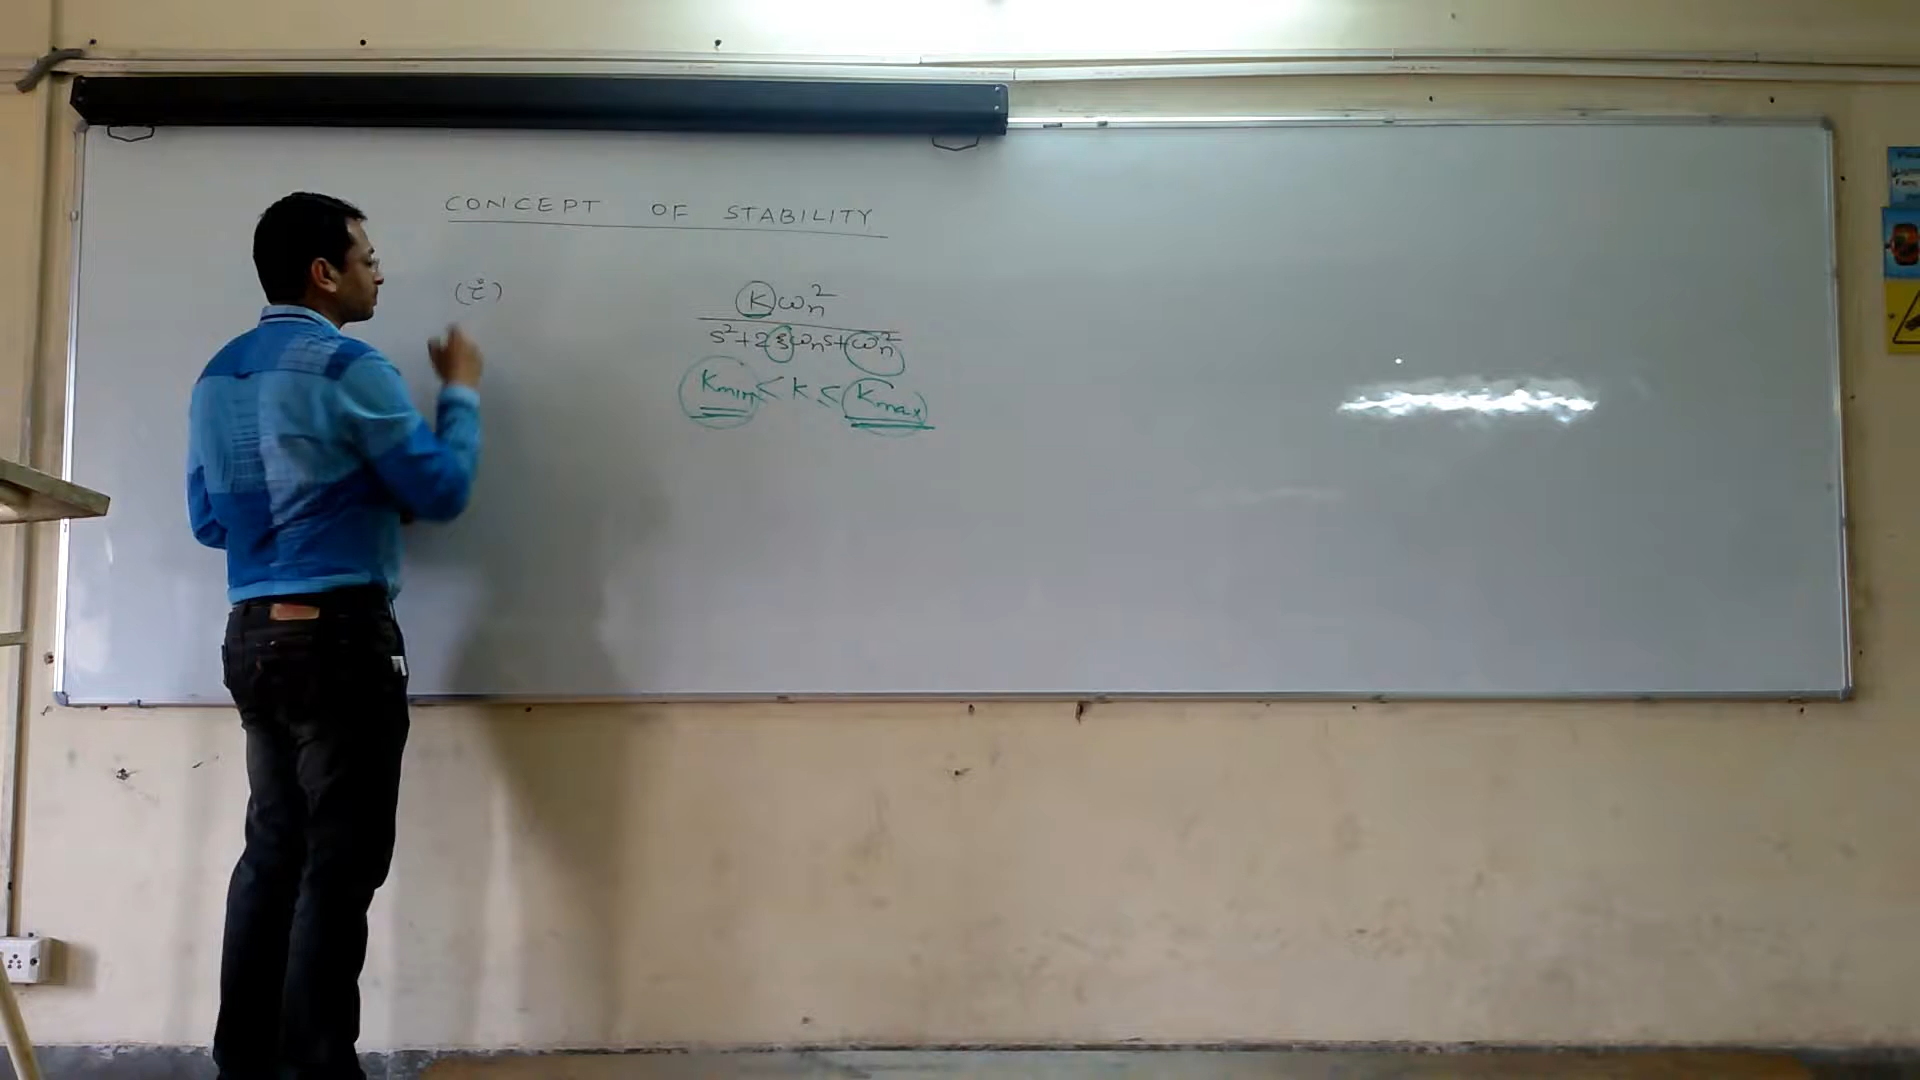 CONCEPT OF STABILITY
(i)
Kωn²
s²+2ξωns+ωn²
Kmin < K ≤ Kmax